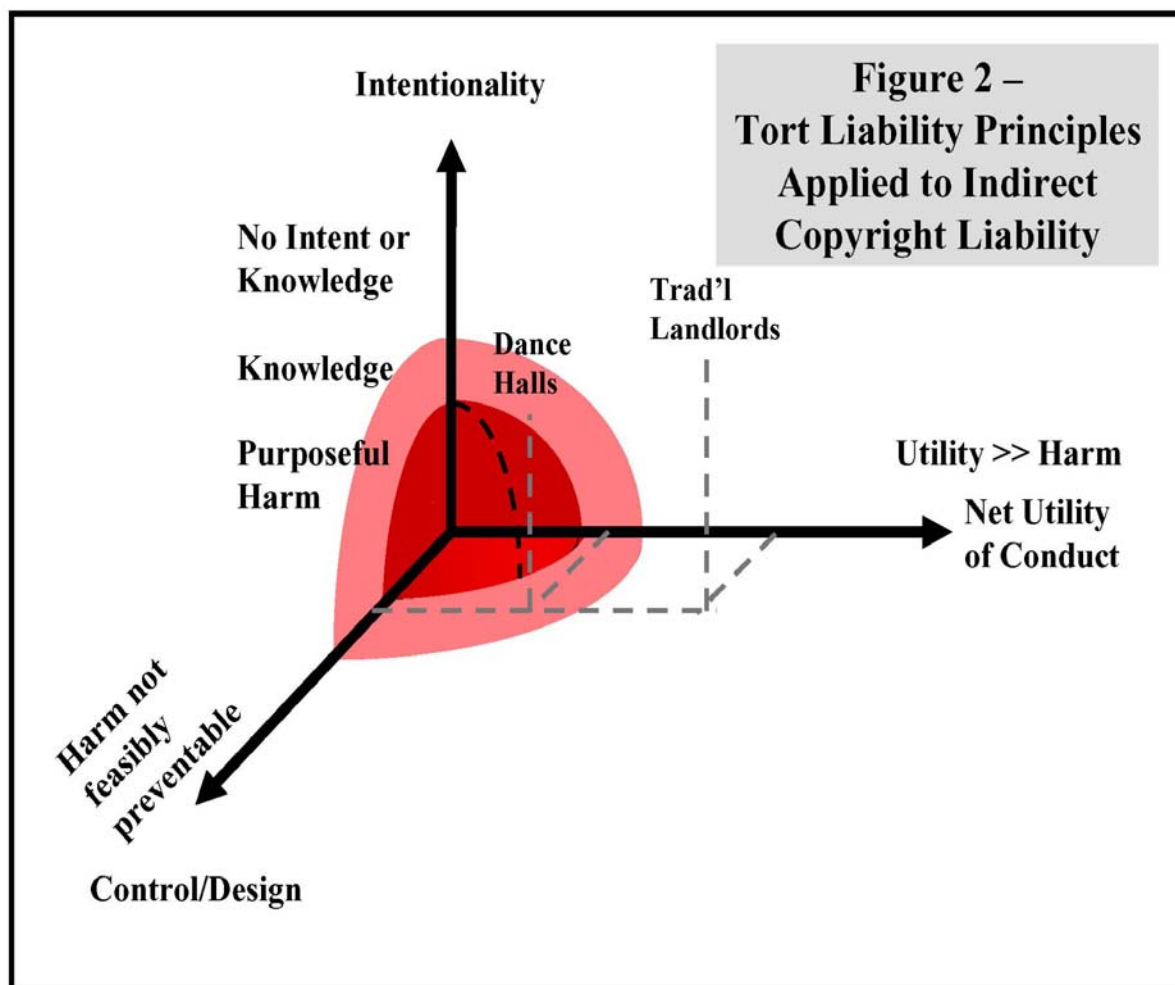 Figure 2 –
Tort Liability Principles
Applied to Indirect
Copyright Liability
Intentionality
No Intent or
Knowledge
Knowledge
Purposeful
Harm
Dance
Halls
Trad'l
Landlords
Utility >> Harm
Net Utility
of Conduct
Harm not
feasibly
preventable
Control/Design